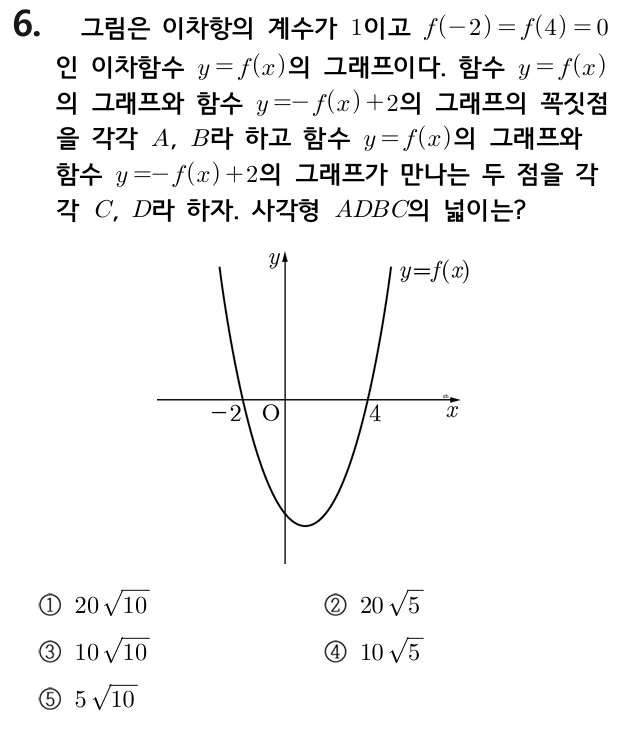 6. 그림은 이차항의 계수가 1이고 f(-2)=f(4)=0
인 이차함수 y=f(x)의 그래프이다. 함수 y=f(x)
의 그래프와 함수 y=-f(x)+2의 그래프의 꼭짓점
을 각각 A, B라 하고 함수 y=f(x)의 그래프와
함수 y=-f(x)+2의 그래프가 만나는 두 점을 각
각 C, D라 하자. 사각형 ADBC의 넓이는?
y
y=f(x)
-2 O 4 x
① 20√10 ② 20√5
③ 10√10 ④ 10√5
⑤ 5√10